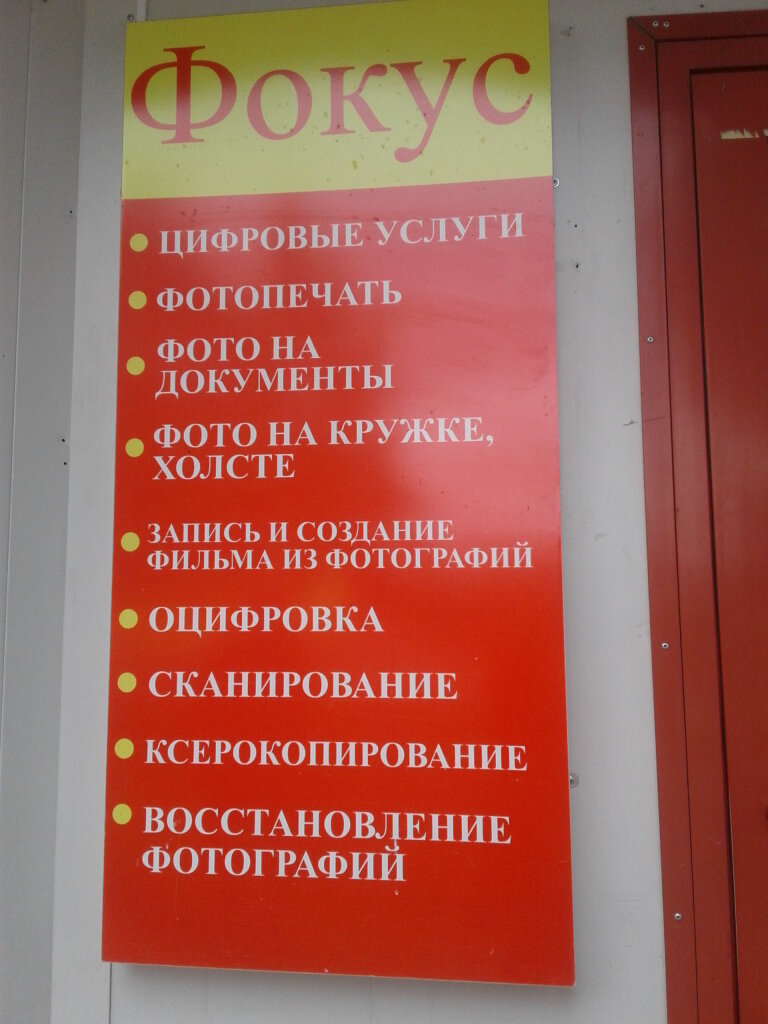 Фокус
ЦИФРОВЫЕ УСЛУГИ
ФОТОПЕЧАТЬ
ФОТО НА
ДОКУМЕНТЫ
ФОТО НА КРУЖКЕ,
ХОЛСТЕ
ЗАПИСЬ И СОЗДАНИЕ
ФИЛЬМА ИЗ ФОТОГРАФИЙ
ОЦИФРОВКА
СКАНИРОВАНИЕ
КСЕРОКОПИРОВАНИЕ
ВОССТАНОВЛЕНИЕ
ФОТОГРАФИЙ